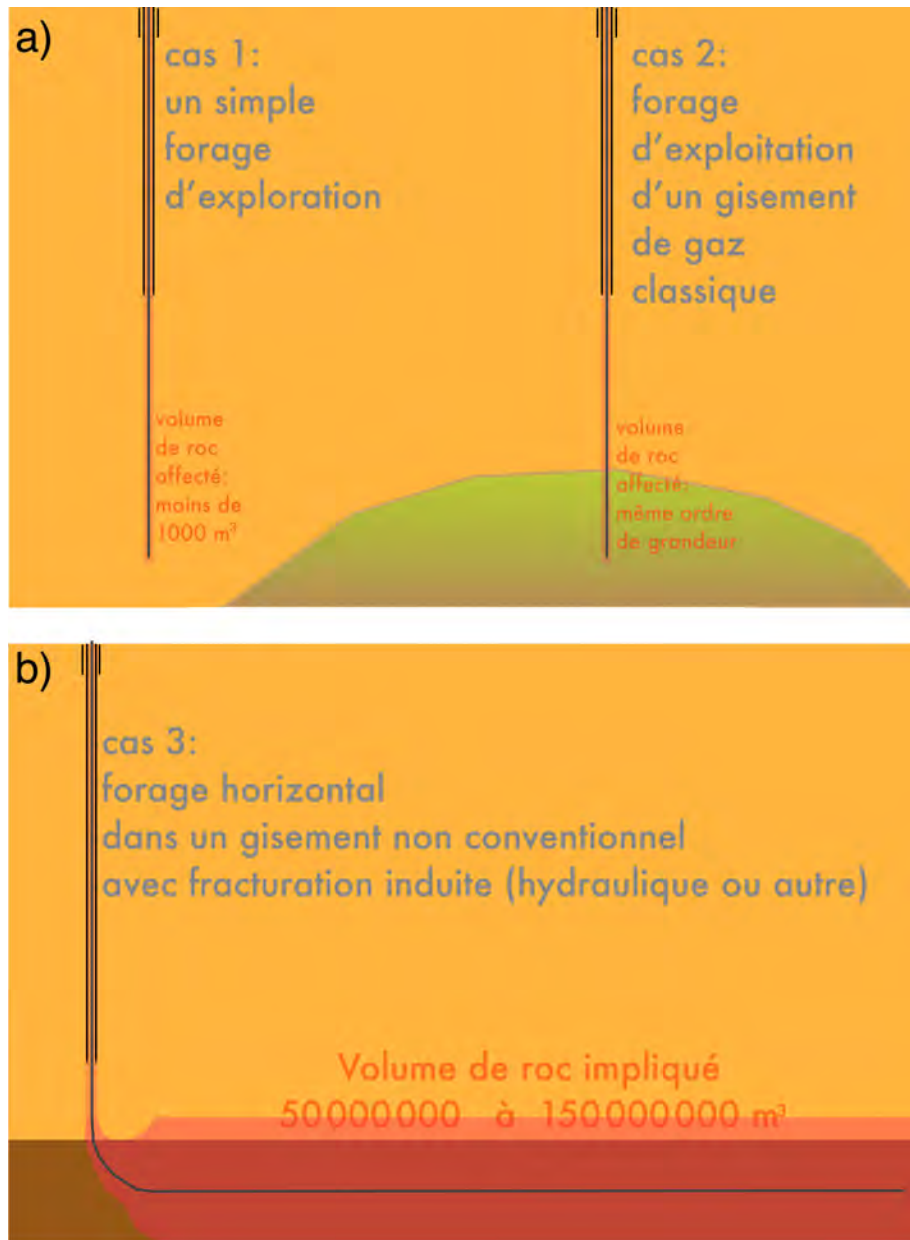 a)
cas 1:
un simple
forage
d'exploration
volume
de roc
affecté:
moins de
1000 m³
cas 2:
forage
d'exploitation
d'un gisement
de gaz
classique
volume
de roc
affecté:
même ordre
de grandeur
b)
cas 3:
forage horizontal
dans un gisement non conventionnel
avec fracturation induite (hydraulique ou autre)
Volume de roc impliqué
50000000 à 150000000 m³